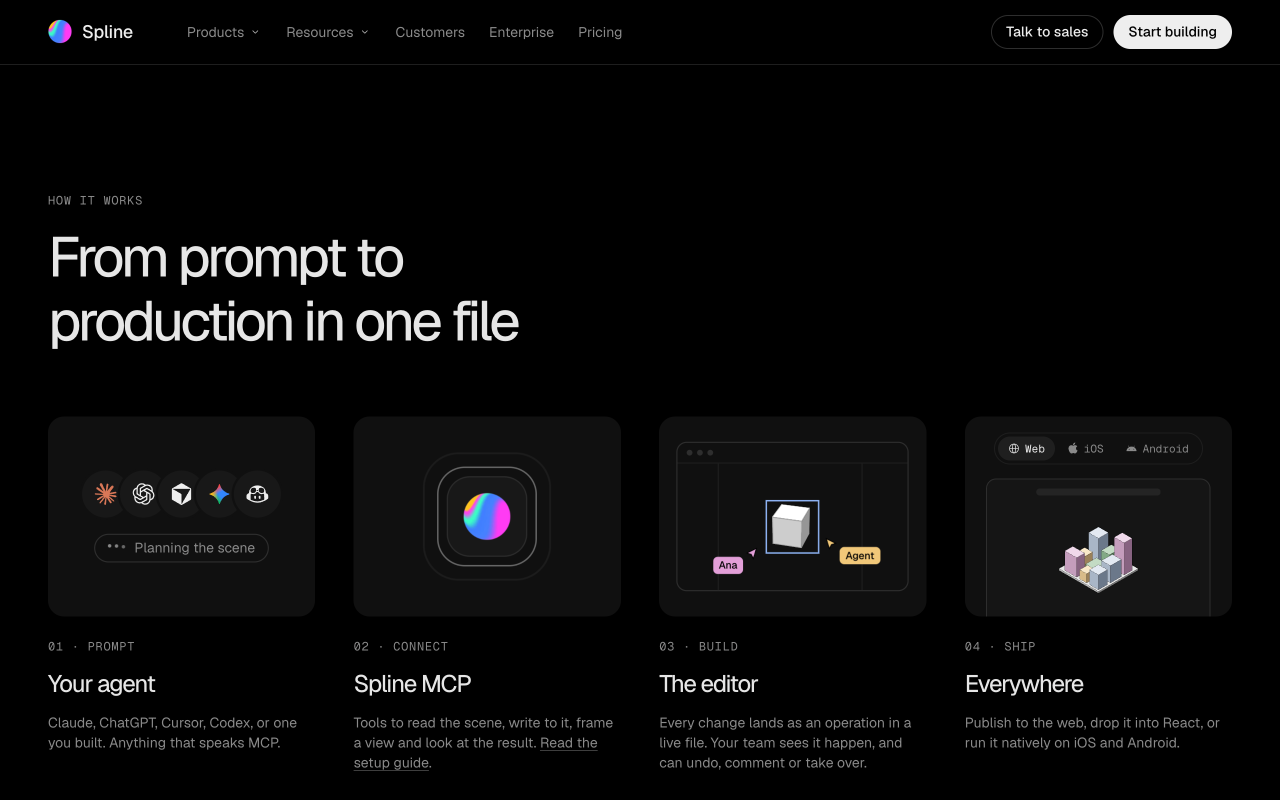 Spline
Products
Resources
Customers
Enterprise
Pricing
Talk to sales
Start building
HOW IT WORKS
From prompt to
production in one file
Planning the scene
Ana
Agent
Web
iOS
Android
01 · PROMPT
Your agent
Claude, ChatGPT, Cursor, Codex, or one
you built. Anything that speaks MCP.
02 · CONNECT
Spline MCP
Tools to read the scene, write to it, frame
a view and look at the result. Read the
setup guide.
03 · BUILD
The editor
Every change lands as an operation in a
live file. Your team sees it happen, and
can undo, comment or take over.
04 · SHIP
Everywhere
Publish to the web, drop it into React, or
run it natively on iOS and Android.